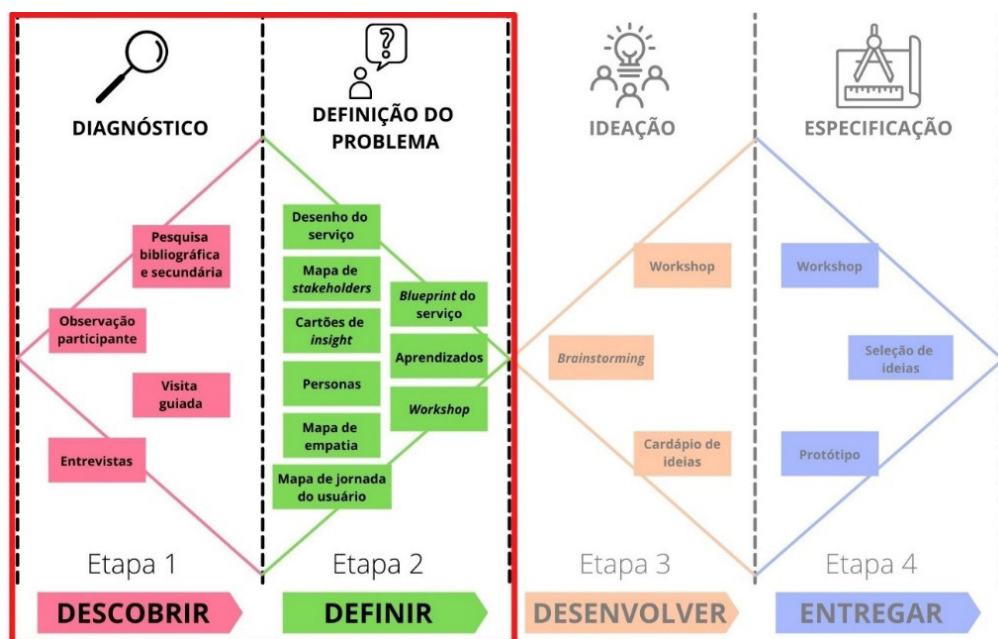 DIAGNÓSTICO
Pesquisa
bibliográfica
e secundária
Observação
participante
Visita
guiada
Entrevistas
Etapa 1
DESCOBRIR
?
DEFINIÇÃO DO
PROBLEMA
Desenho do
serviço
Mapa de
stakeholders
Cartões de
insight
Personas
Mapa de
empatia
Mapa de jornada
do usuário
Blueprint do
serviço
Aprendizados
Workshop
Etapa 2
DEFINIR
IDEAÇÃO
Workshop
Brainstorming
Cardápio de
ideias
Etapa 3
DESENVOLVER
ESPECIFICAÇÃO
Workshop
Seleção de
ideias
Protótipo
Etapa 4
ENTREGAR